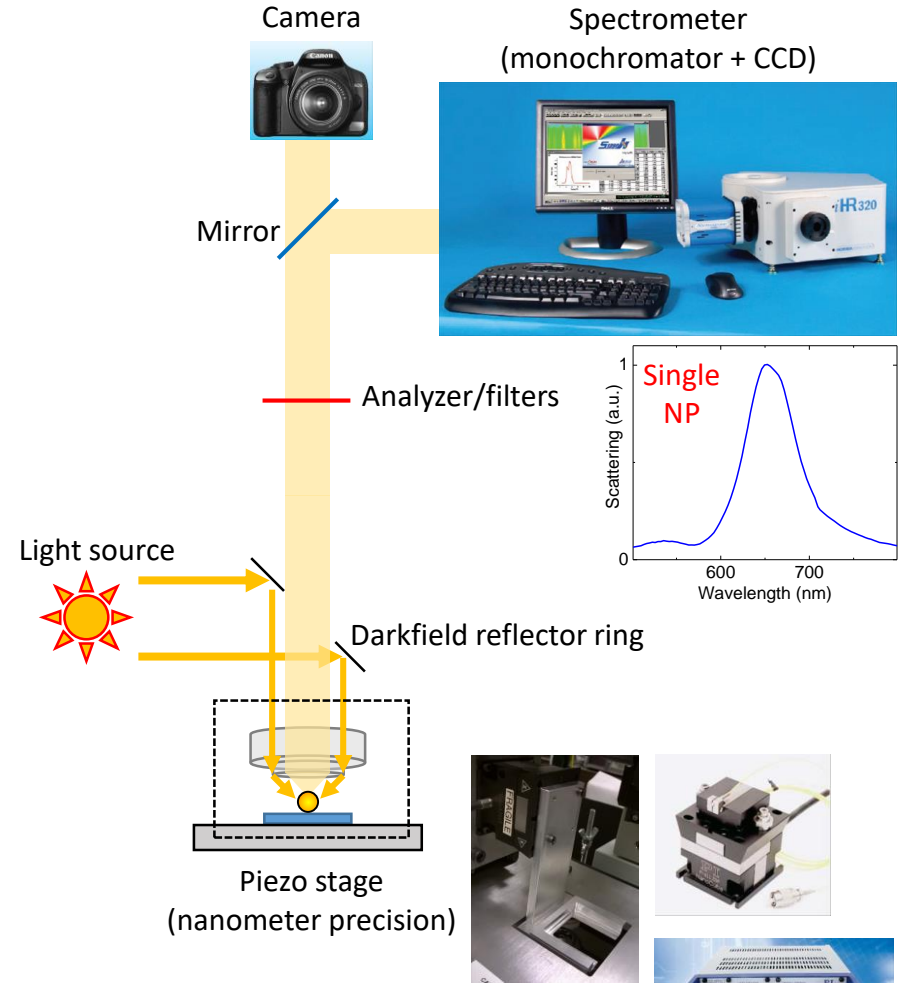 Camera
Spectrometer
(monochromator + CCD)
Canon
iHR320
DELL
Mirror
Analyzer/filters
1
Single
NP
Scattering (a.u.)
0
600
700
Wavelength (nm)
Light source
Darkfield reflector ring
FRAGILE
Piezo stage
(nanometer precision)